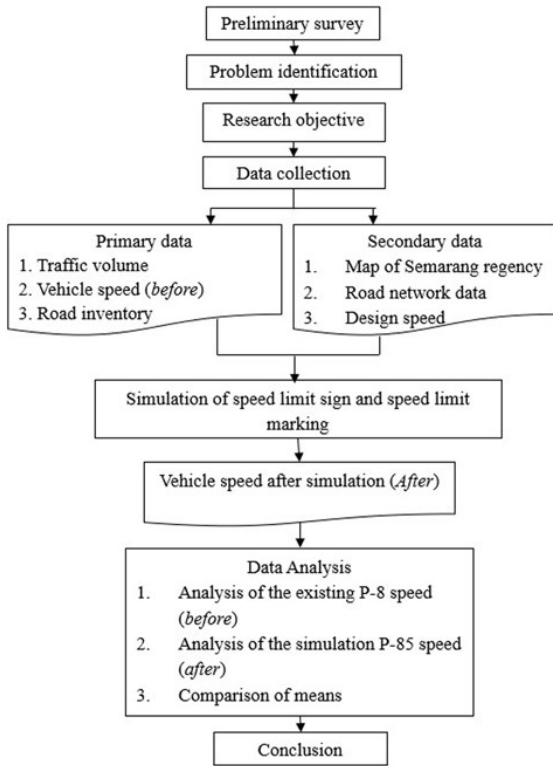 Preliminary survey
Problem identification
Research objective
Data collection
Primary data
1. Traffic volume
2. Vehicle speed (before)
3. Road inventory
Secondary data
1. Map of Semarang regency
2. Road network data
3. Design speed
Simulation of speed limit sign and speed limit
marking
Vehicle speed after simulation (After)
Data Analysis
1. Analysis of the existing P-8 speed
(before)
2. Analysis of the simulation P-85 speed
(after)
3. Comparison of means
Conclusion